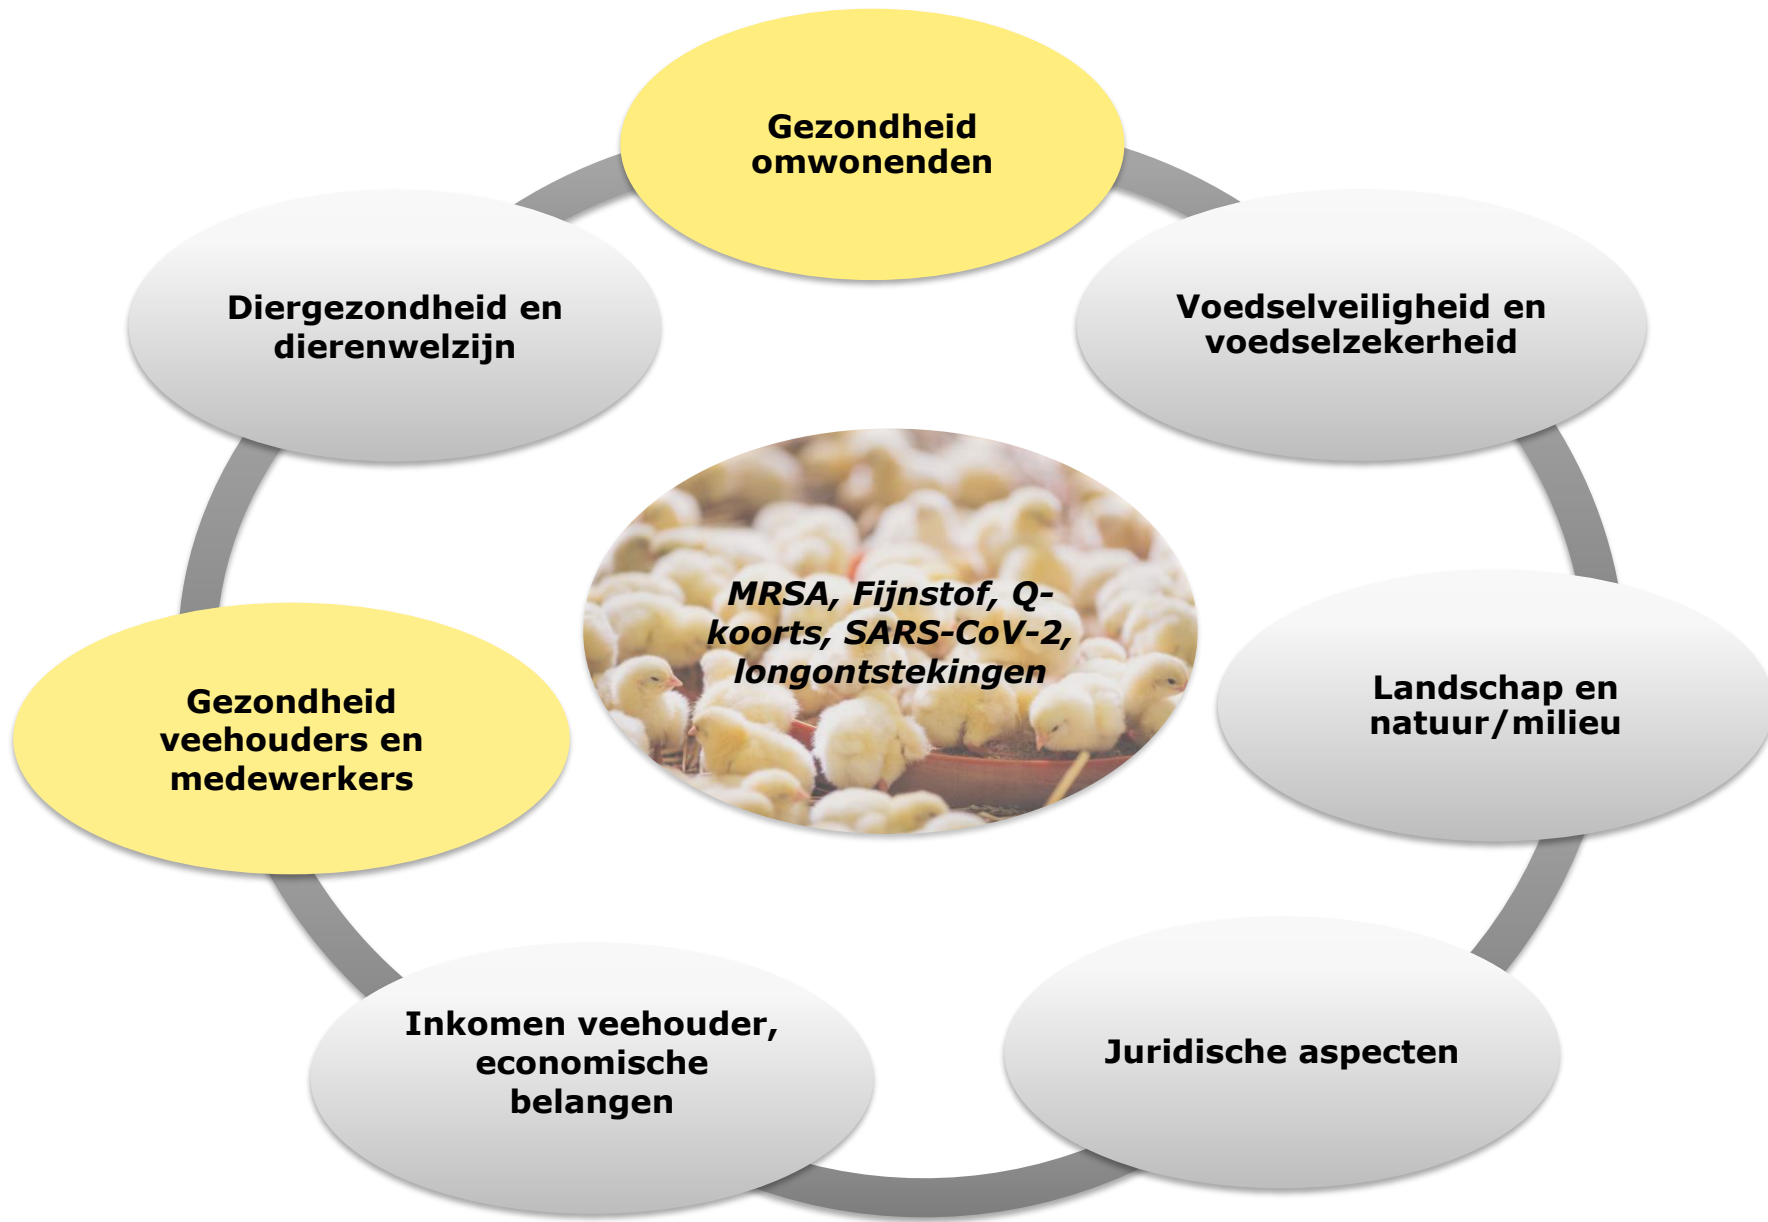 Gezondheid
omwonenden
Diergezondheid en
dierenwelzijn
Voedselveiligheid en
voedselzekerheid
MRSA, Fijnstof, Q-
koorts, SARS-CoV-2,
longontstekingen
Gezondheid
veehouders en
medewerkers
Landschap en
natuur/milieu
Inkomen veehouder,
economische
belangen
Juridische aspecten